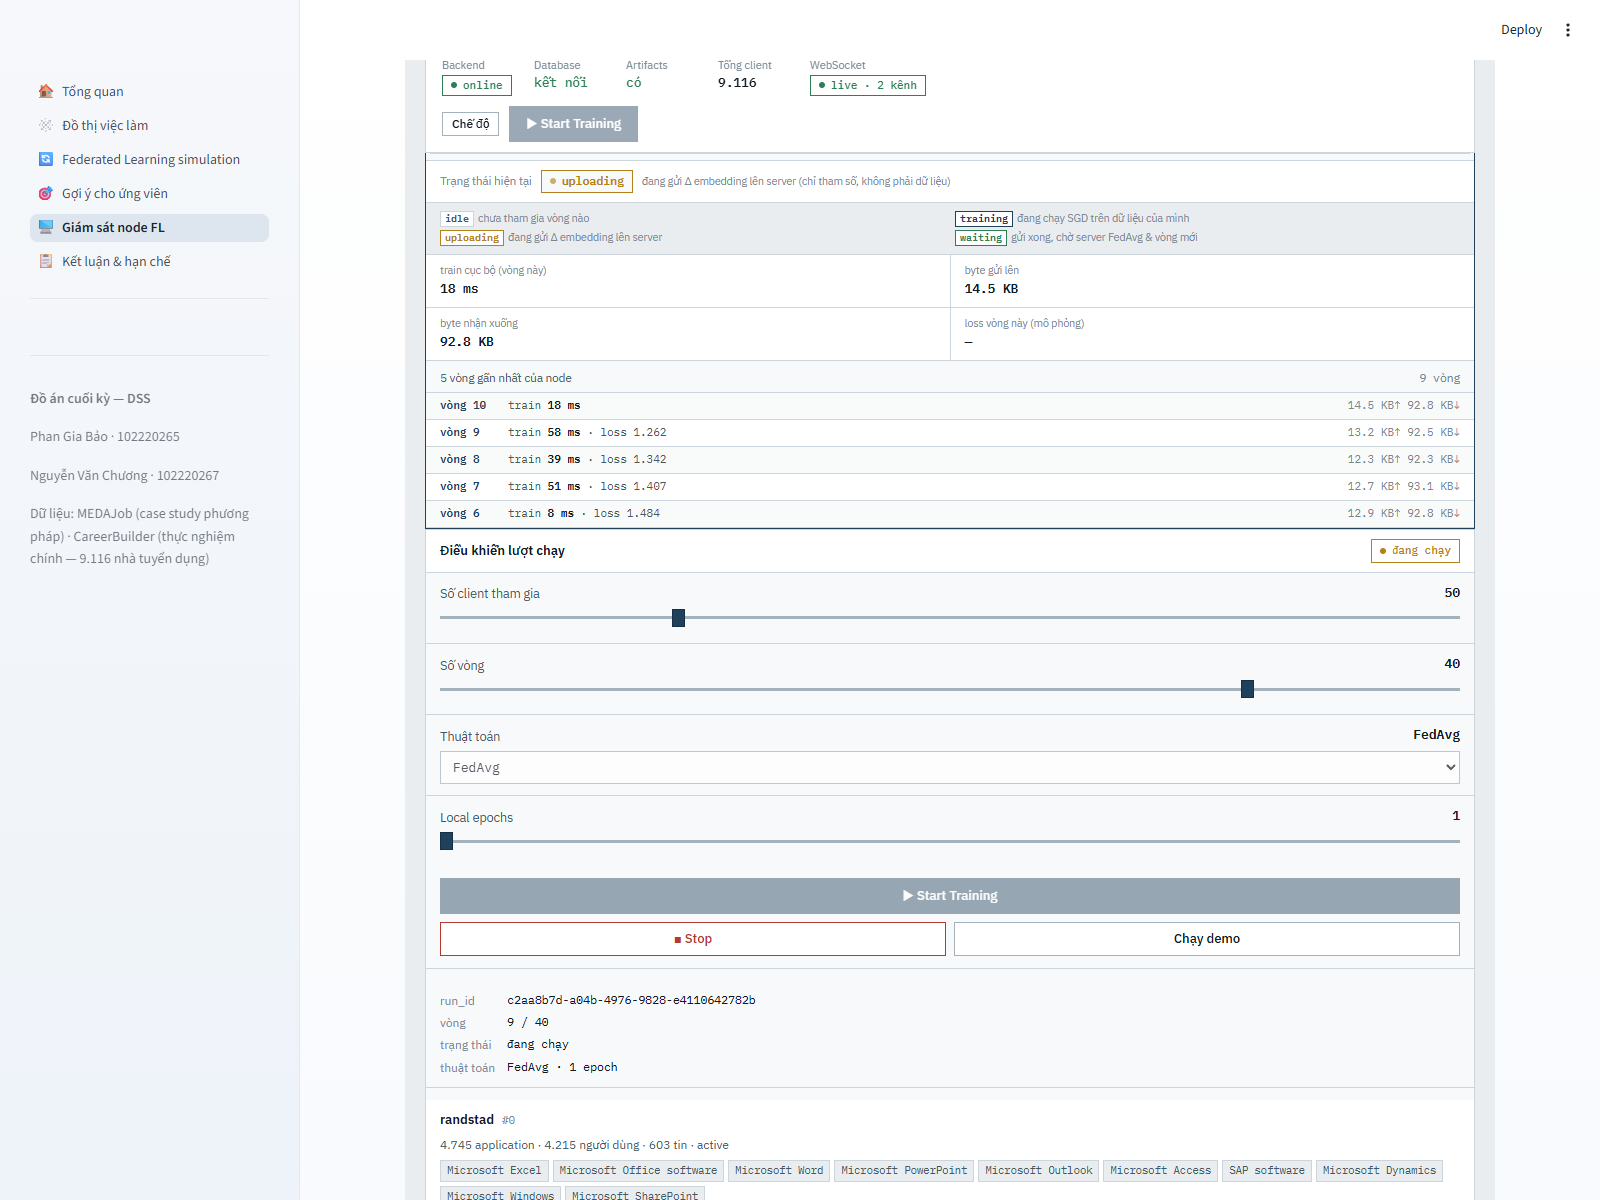 Deploy
Tổng quan
Đồ thị việc làm
Federated Learning simulation
Gợi ý cho ứng viên
Giám sát node FL
Kết luận & hạn chế
Đồ án cuối kỳ — DSS
Phan Gia Bảo · 102220265
Nguyễn Văn Chương · 102220267
Dữ liệu: MEDAJob (case study phương
pháp) · CareerBuilder (thực nghiệm
chính — 9.116 nhà tuyển dụng)
Backend Database Artifacts Tổng client WebSocket
● online kết nối có 9.116 ● live · 2 kênh
Chế độ ▶ Start Training
Trạng thái hiện tại ● uploading đang gửi Δ embedding lên server (chỉ tham số, không phải dữ liệu)
idle chưa tham gia vòng nào training đang chạy SGD trên dữ liệu của mình
uploading đang gửi Δ embedding lên server waiting gửi xong, chờ server FedAvg & vòng mới
train cục bộ (vòng này) byte gửi lên
18 ms 14.5 KB
byte nhận xuống loss vòng này (mô phỏng)
92.8 KB —
5 vòng gần nhất của node 9 vòng
vòng 10 train 18 ms 14.5 KB↑ 92.8 KB↓
vòng 9 train 58 ms · loss 1.262 13.2 KB↑ 92.5 KB↓
vòng 8 train 39 ms · loss 1.342 12.3 KB↑ 92.3 KB↓
vòng 7 train 51 ms · loss 1.407 12.7 KB↑ 93.1 KB↓
vòng 6 train 8 ms · loss 1.484 12.9 KB↑ 92.8 KB↓
Điều khiển lượt chạy ● đang chạy
Số client tham gia 50
Số vòng 40
Thuật toán FedAvg
FedAvg
Local epochs 1
▶ Start Training
■ Stop Chạy demo
run_id c2aa8b7d-a04b-4976-9828-e4110642782b
vòng 9 / 40
trạng thái đang chạy
thuật toán FedAvg · 1 epoch
randstad #0
4.745 application · 4.215 người dùng · 603 tin · active
Microsoft Excel Microsoft Office software Microsoft Word Microsoft PowerPoint Microsoft Outlook Microsoft Access SAP software Microsoft Dynamics
Microsoft Windows Microsoft SharePoint